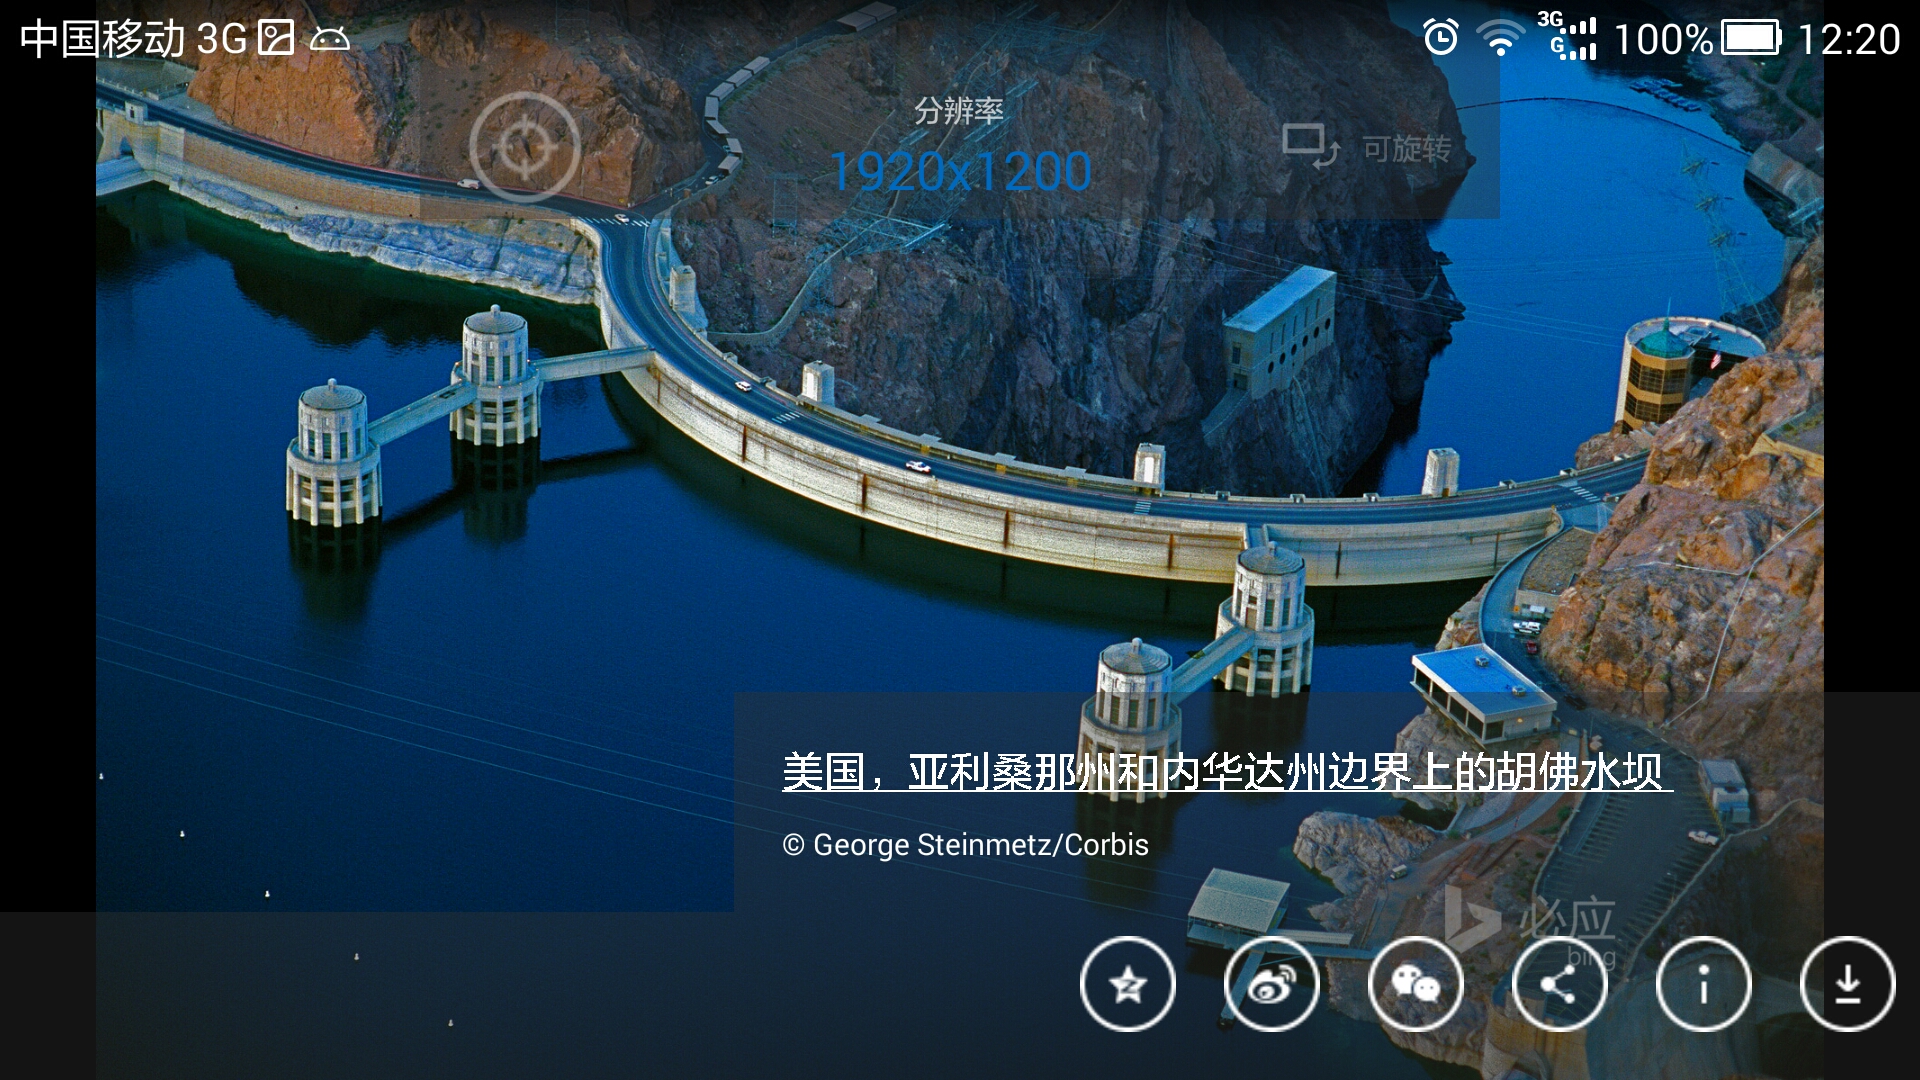 中国移动 3G
3G
G
100%
12:20
分辨率
1920x1200
可旋转
美国，亚利桑那州和内华达州边界上的胡佛水坝
© George Steinmetz/Corbis
必应
bing